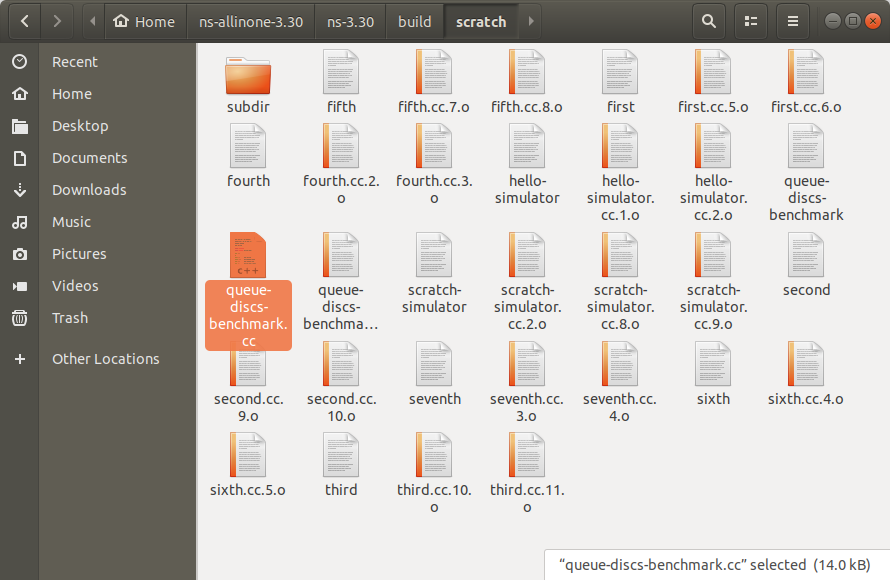 Home
ns-allinone-3.30
ns-3.30
build
scratch
Recent
Home
Desktop
Documents
Downloads
Music
Pictures
Videos
Trash
Other Locations
subdir
fifth
fifth.cc.7.o
fifth.cc.8.o
first
first.cc.5.o
first.cc.6.o
fourth
fourth.cc.2.
o
fourth.cc.3.
o
hello-
simulator
hello-
simulator.
cc.1.o
hello-
simulator.
cc.2.o
queue-
discs-
benchmark
c++
queue-
discs-
benchmark.
cc
queue-
discs-
benchma...
scratch-
simulator
scratch-
simulator.
cc.2.o
scratch-
simulator.
cc.8.o
scratch-
simulator.
cc.9.o
second
second.cc.
9.o
second.cc.
10.o
seventh
seventh.cc.
3.o
seventh.cc.
4.o
sixth
sixth.cc.4.o
sixth.cc.5.o
third
third.cc.10.
o
third.cc.11.
o
“queue-discs-benchmark.cc” selected (14.0 kB)